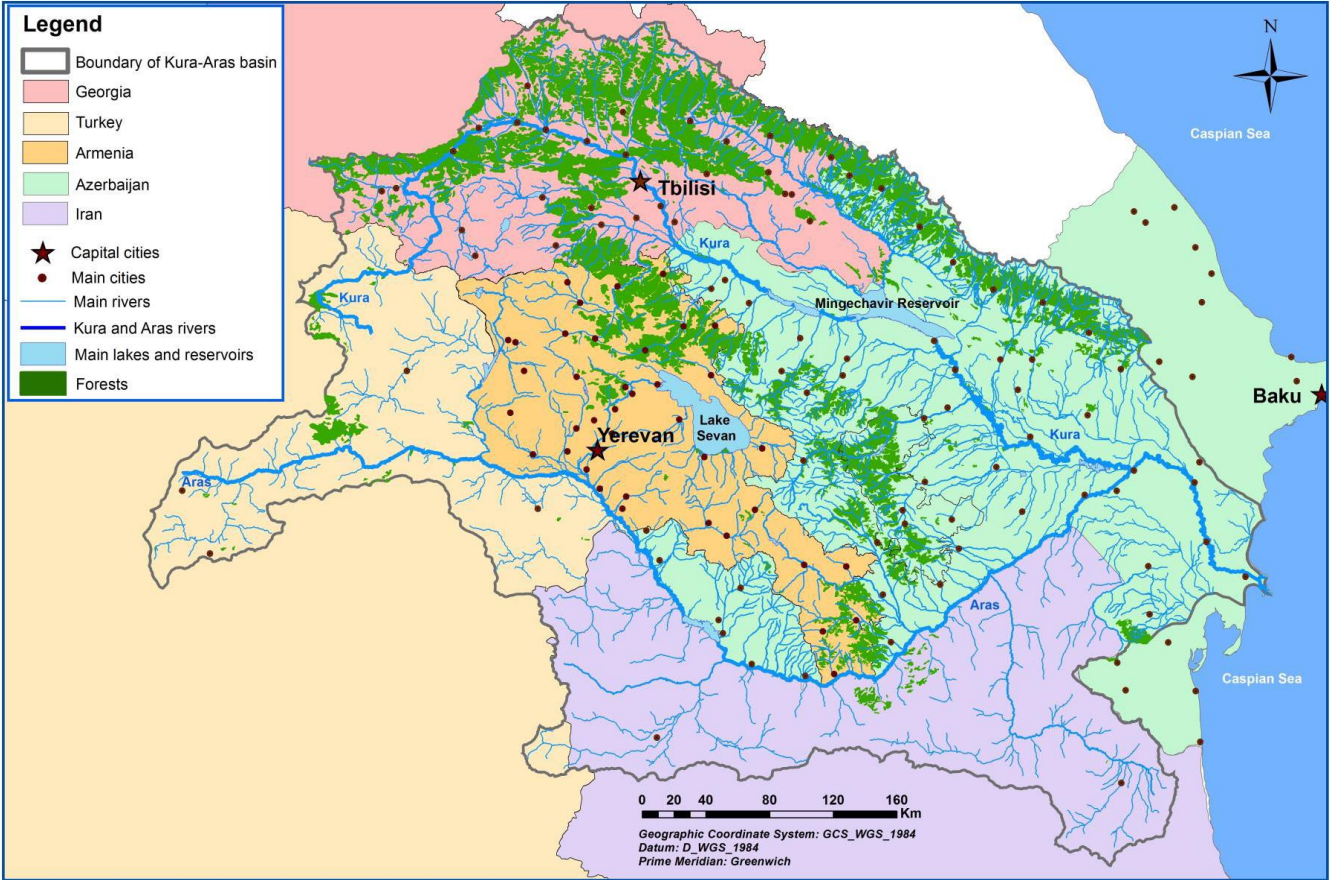 Legend
Boundary of Kura-Aras basin
Georgia
Turkey
Armenia
Azerbaijan
Iran
Capital cities
Main cities
Main rivers
Kura and Aras rivers
Main lakes and reservoirs
Forests
N
Caspian Sea
Tbilisi
Kura
Kura
Mingechavir Reservoir
Baku
Lake
Sevan
Yerevan
Kura
Aras
Aras
Caspian Sea
0 20 40 80 120 160
Km
Geographic Coordinate System: GCS_WGS_1984
Datum: D_WGS_1984
Prime Meridian: Greenwich